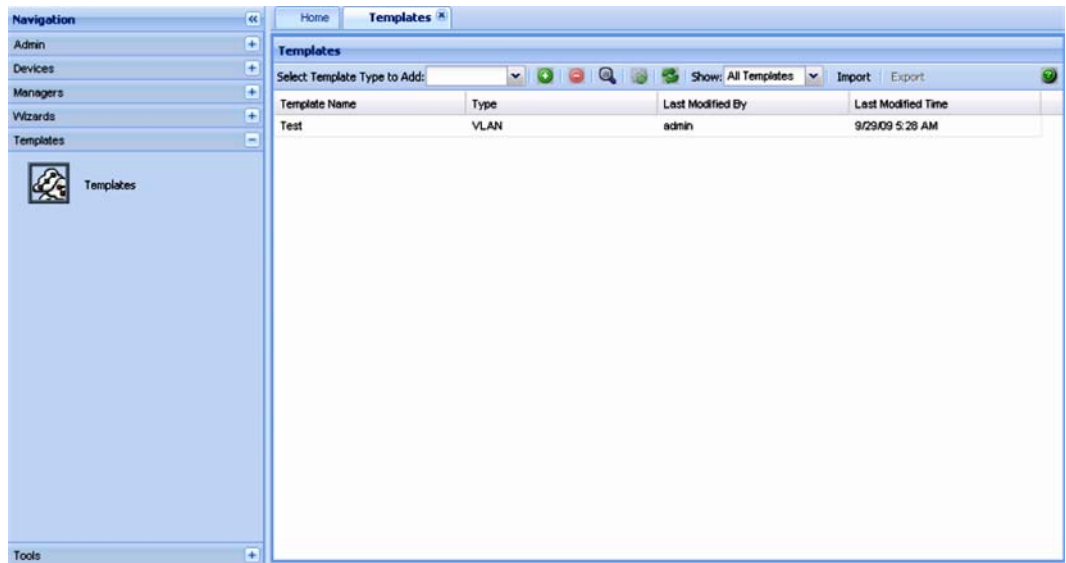 Navigation
Admin
Devices
Managers
Wizards
Templates
Templates
Tools
Home Templates
Templates
Select Template Type to Add: Show: All Templates Import Export
Template Name Type Last Modified By Last Modified Time
Test VLAN admin 9/29/09 5:28 AM